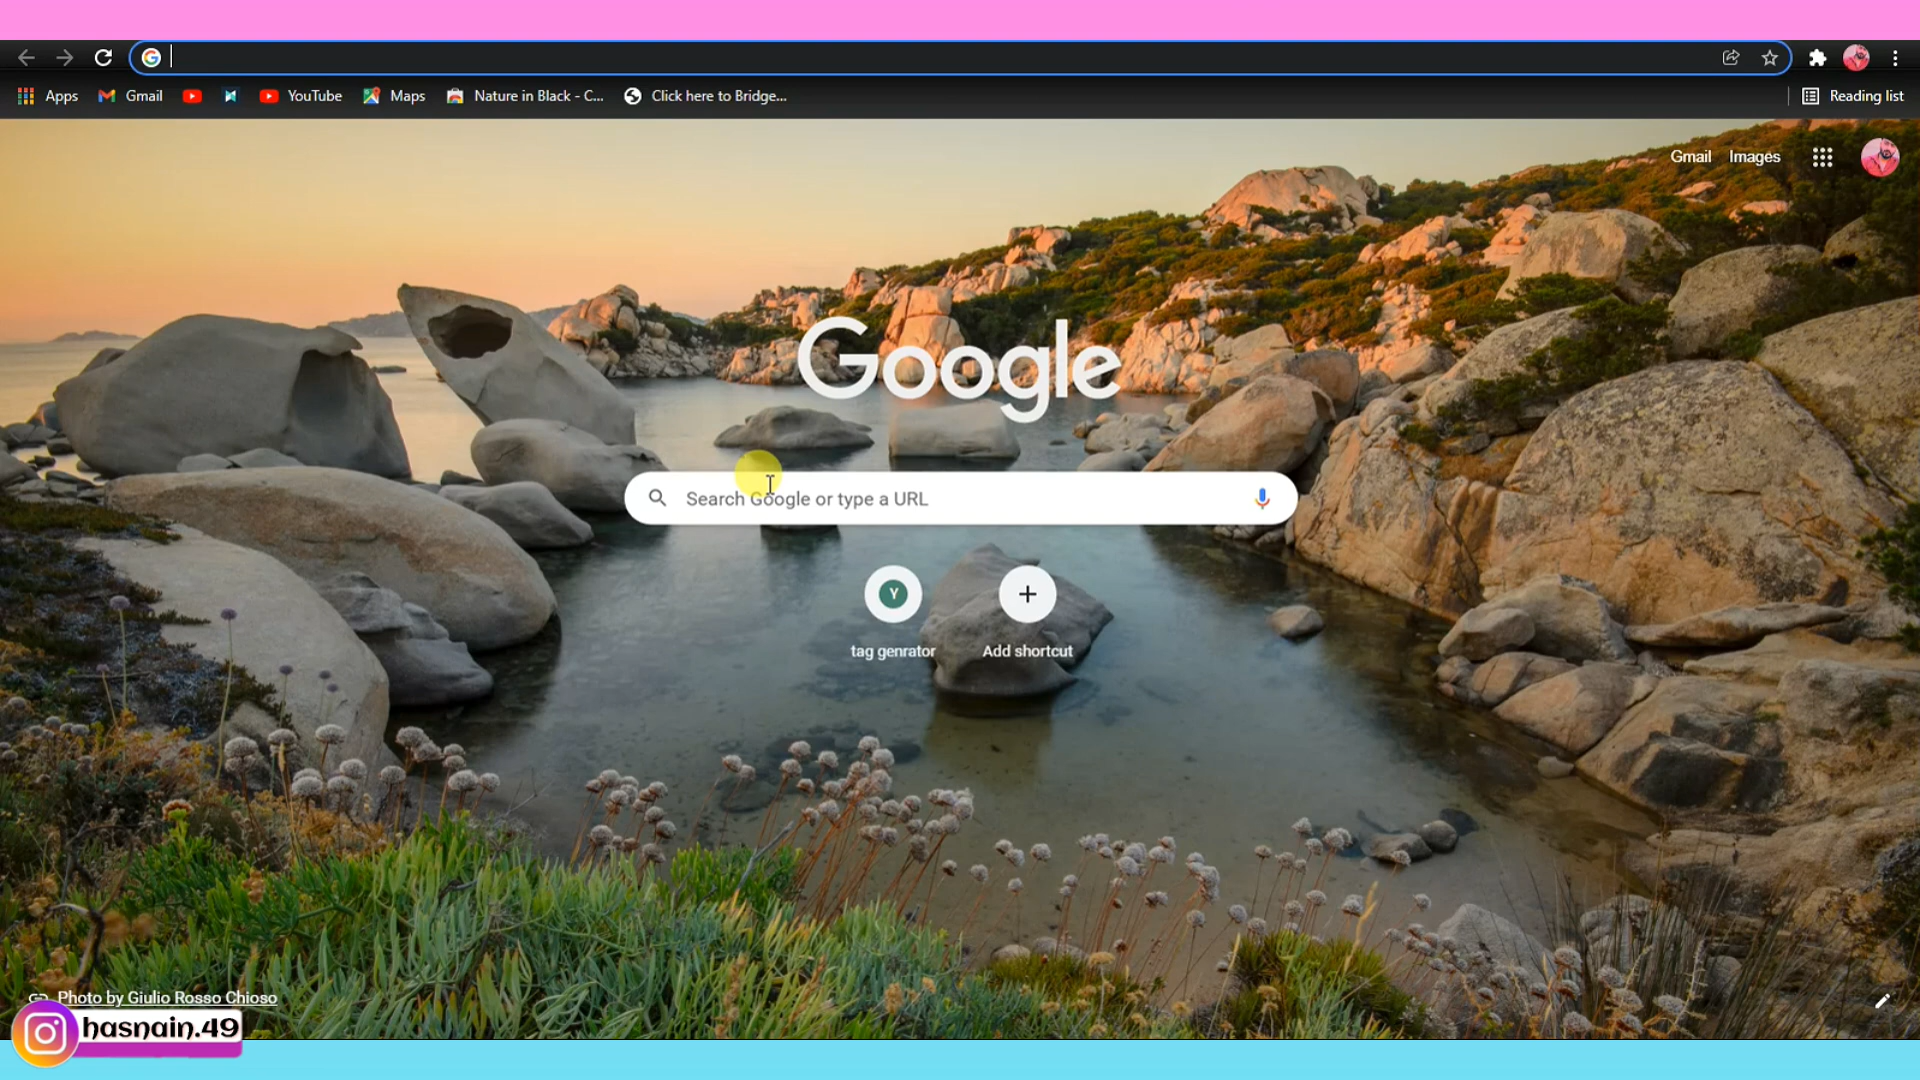 Apps
Gmail
YouTube
Maps
Nature in Black - C...
Click here to Bridge...
Reading list
Gmail
Images
Google
Search Google or type a URL
Y
tag genrator
Add shortcut
Photo by Giulio Rosso Chioso
hasnain.49